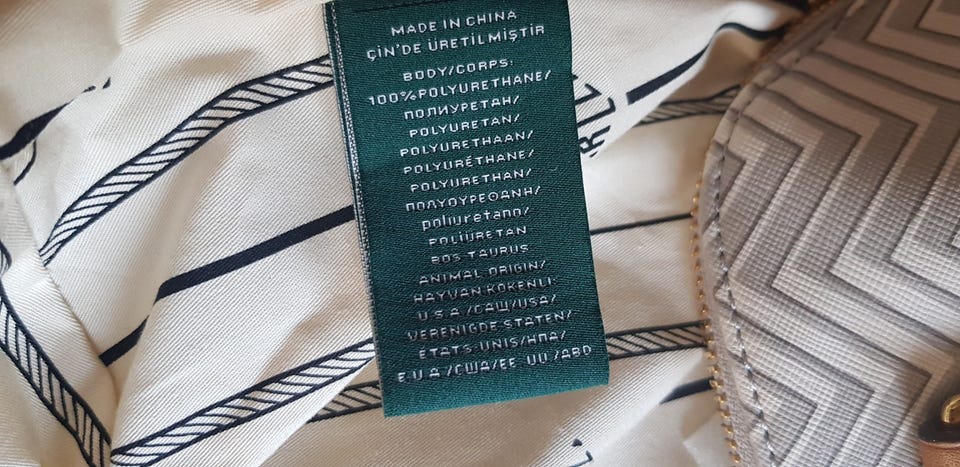 MADE IN CHINA
ÇİN'DE ÜRETİLMİŞTİR
BODY/CORPS:
100%POLYURETHANE/
ПОЛИУРЕТАН/
POLYURETAN/
POLYURETHAAN/
POLYURÉTHANE/
POLYURETHAN/
ΠΟΛΥΟΥΡΕΘΑΝΗ/
poliuretano/
POLİÜRETAN
BOS TAURUS
ANIMAL ORIGIN/
HAYVAN KÖKENLİ:
U.S.A./САЩ/USA/
VERENIGDE STATEN/
ÉTATS-UNIS/ΗΠΑ/
E.U.A./США/EE. UU./ABD